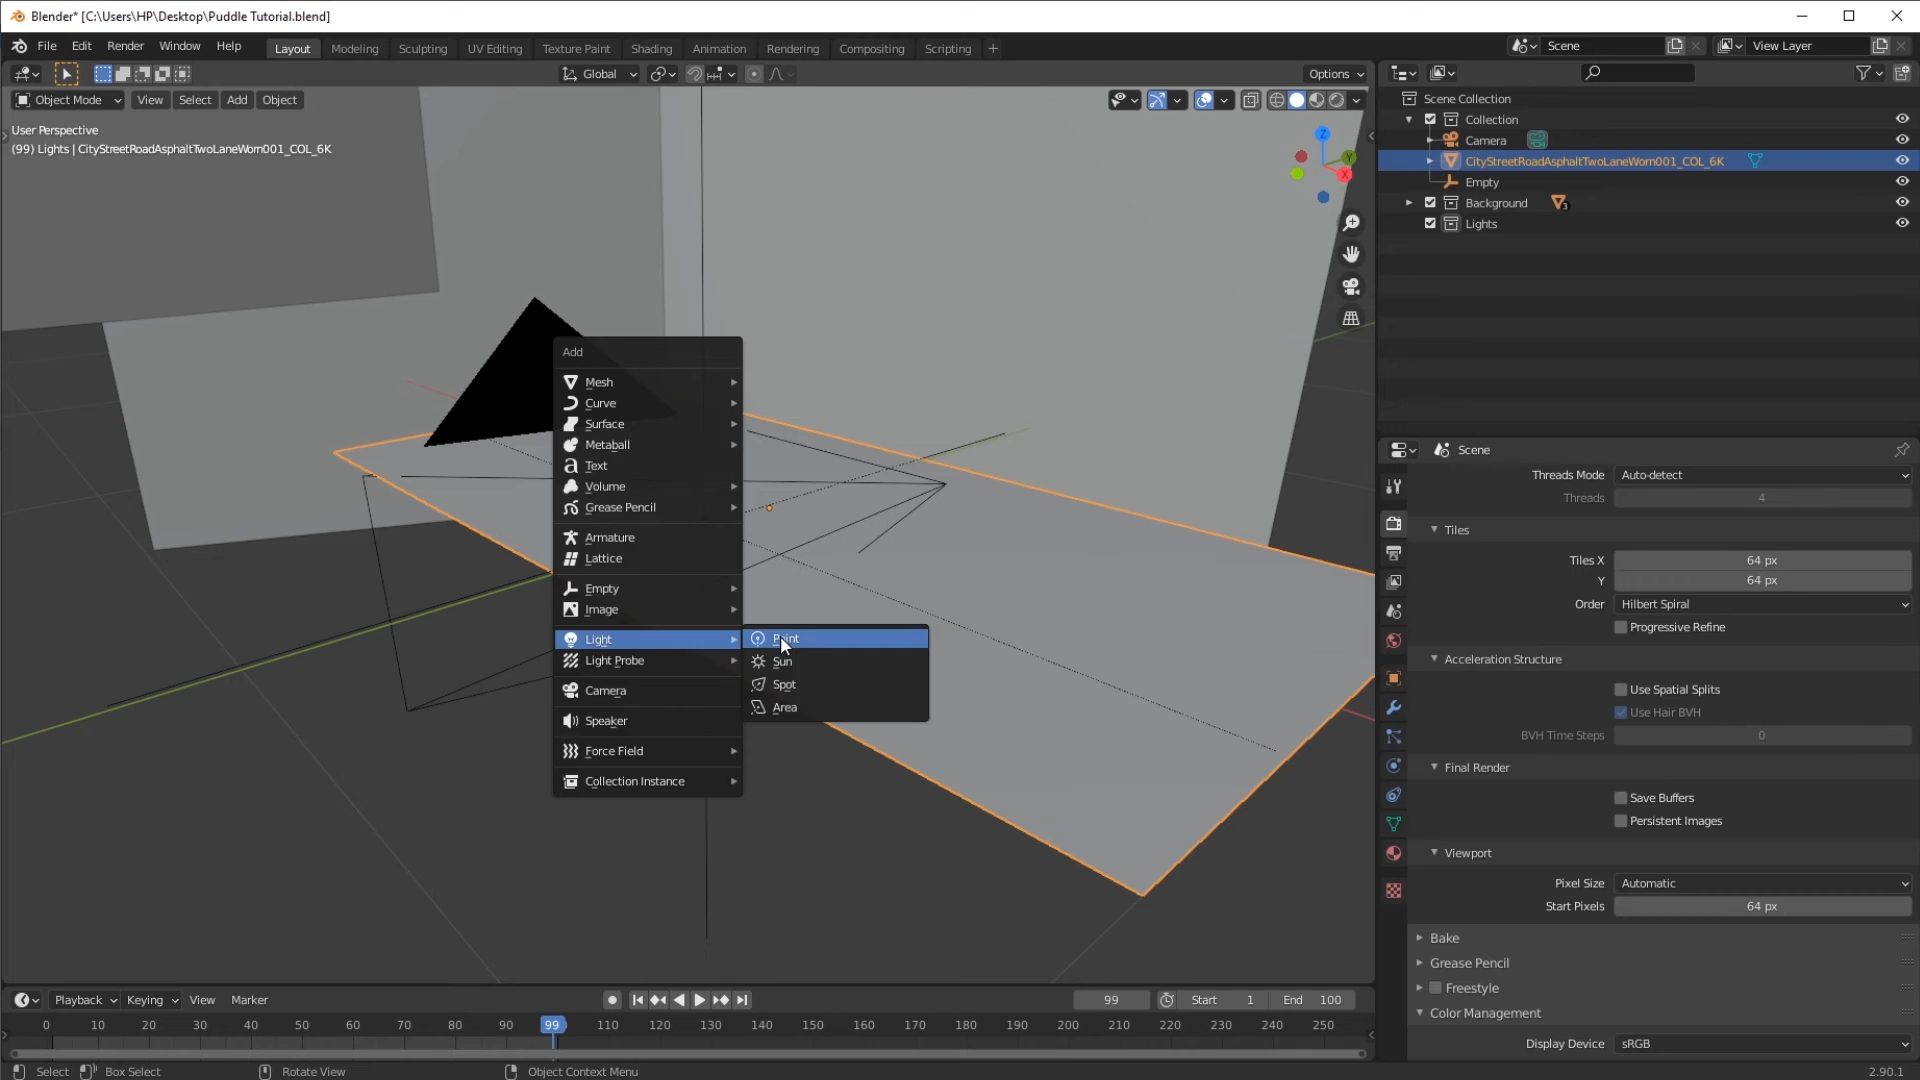 Blender* [C:\Users\HP\Desktop\Puddle Tutorial.blend]
File Edit Render Window Help Layout Modeling Sculpting UV Editing Texture Paint Shading Animation Rendering Compositing Scripting + Scene View Layer
Global Options
Object Mode View Select Add Object
User Perspective
(99) Lights | CityStreetRoadAsphaltTwoLaneWorn001_COL_6K
Z
Y
X
Add
Mesh
Curve
Surface
Metaball
Text
Volume
Grease Pencil
Armature
Lattice
Empty
Image
Light
Light Probe
Camera
Speaker
Force Field
Collection Instance
Point
Sun
Spot
Area
Scene Collection
Collection
Camera
CityStreetRoadAsphaltTwoLaneWorn001_COL_6K
Empty
Background 3
Lights
Scene
Threads Mode Auto-detect
Threads 4
Tiles
Tiles X 64 px
Y 64 px
Order Hilbert Spiral
Progressive Refine
Acceleration Structure
Use Spatial Splits
Use Hair BVH
BVH Time Steps 0
Final Render
Save Buffers
Persistent Images
Viewport
Pixel Size Automatic
Start Pixels 64 px
Bake
Grease Pencil
Freestyle
Color Management
Display Device sRGB
Playback Keying View Marker 99 Start 1 End 100
0 10 20 30 40 50 60 70 80 90 99 110 120 130 140 150 160 170 180 190 200 210 220 230 240 250
Select Box Select Rotate View Object Context Menu 2.90.1